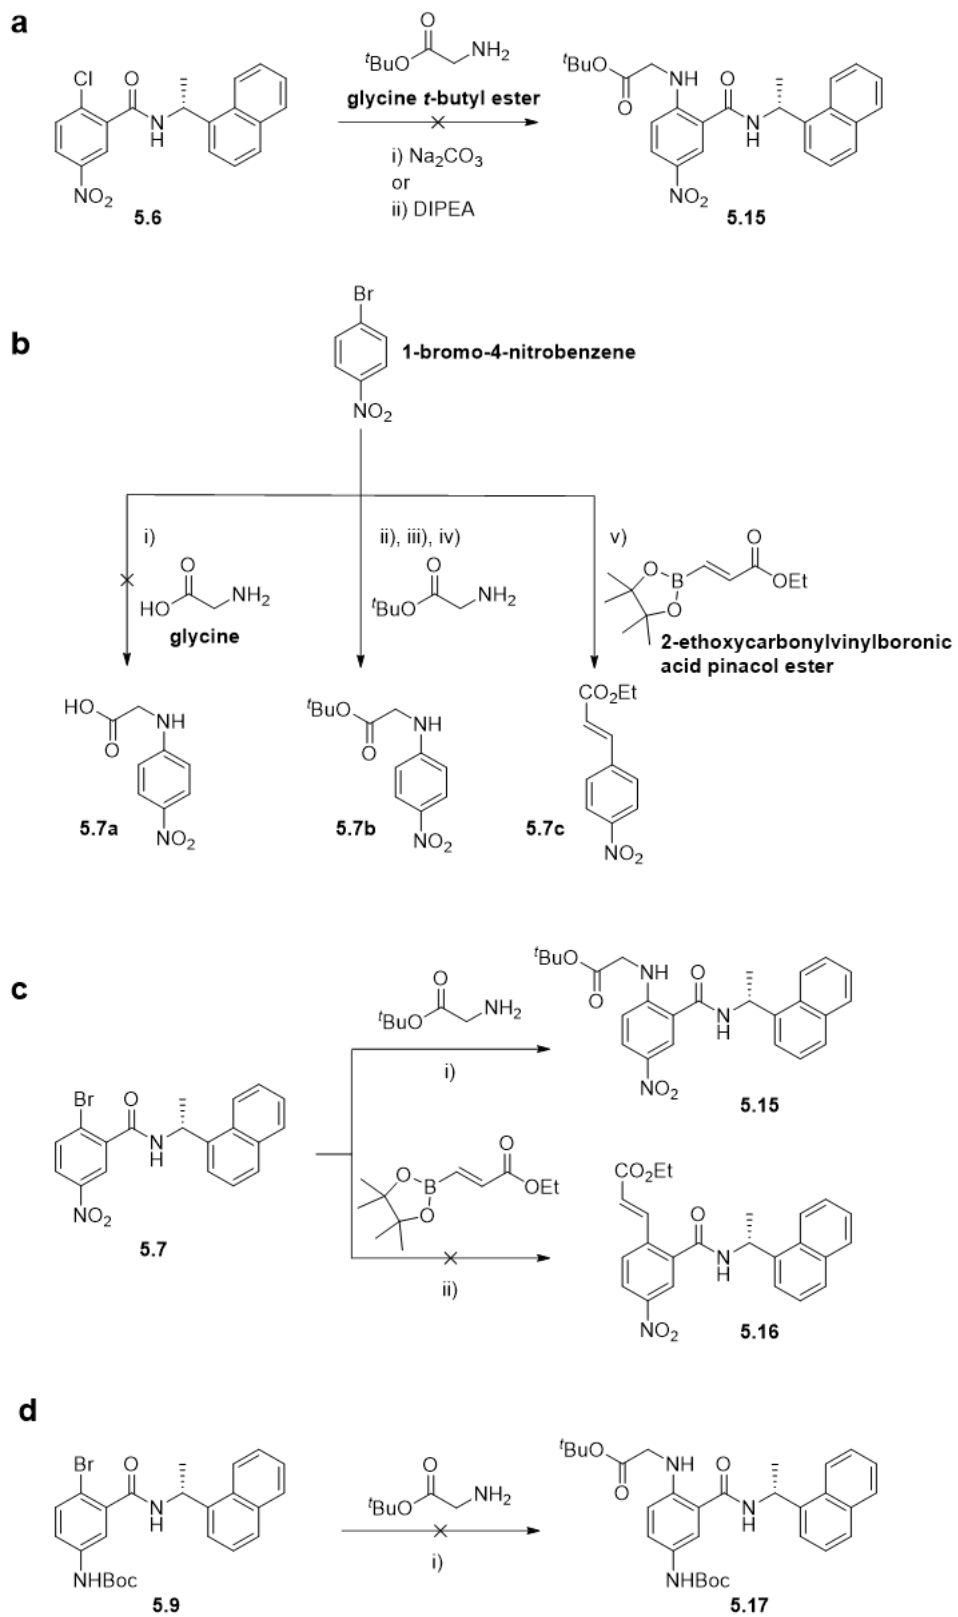 a
O
ᵗBuO NH₂
glycine t-butyl ester
i) Na₂CO₃
or
ii) DIPEA
Cl O
N
H
NO₂
5.6
ᵗBuO NH O
O N
H
NO₂
5.15
b
Br
1-bromo-4-nitrobenzene
NO₂
i)
O
HO NH₂
glycine
ii), iii), iv)
O
ᵗBuO NH₂
v)
O
O B OEt
O
2-ethoxycarbonylvinylboronic
acid pinacol ester
HO NH
O
5.7a
NO₂
ᵗBuO NH
O
5.7b
NO₂
CO₂Et
5.7c
NO₂
c
Br O
N
H
NO₂
5.7
O
ᵗBuO NH₂
i)
O
O B OEt
O
ii)
ᵗBuO NH O
O N
H
NO₂
5.15
CO₂Et
O
N
H
NO₂
5.16
d
Br O
N
H
NHBoc
5.9
O
ᵗBuO NH₂
i)
ᵗBuO NH O
O N
H
NHBoc
5.17